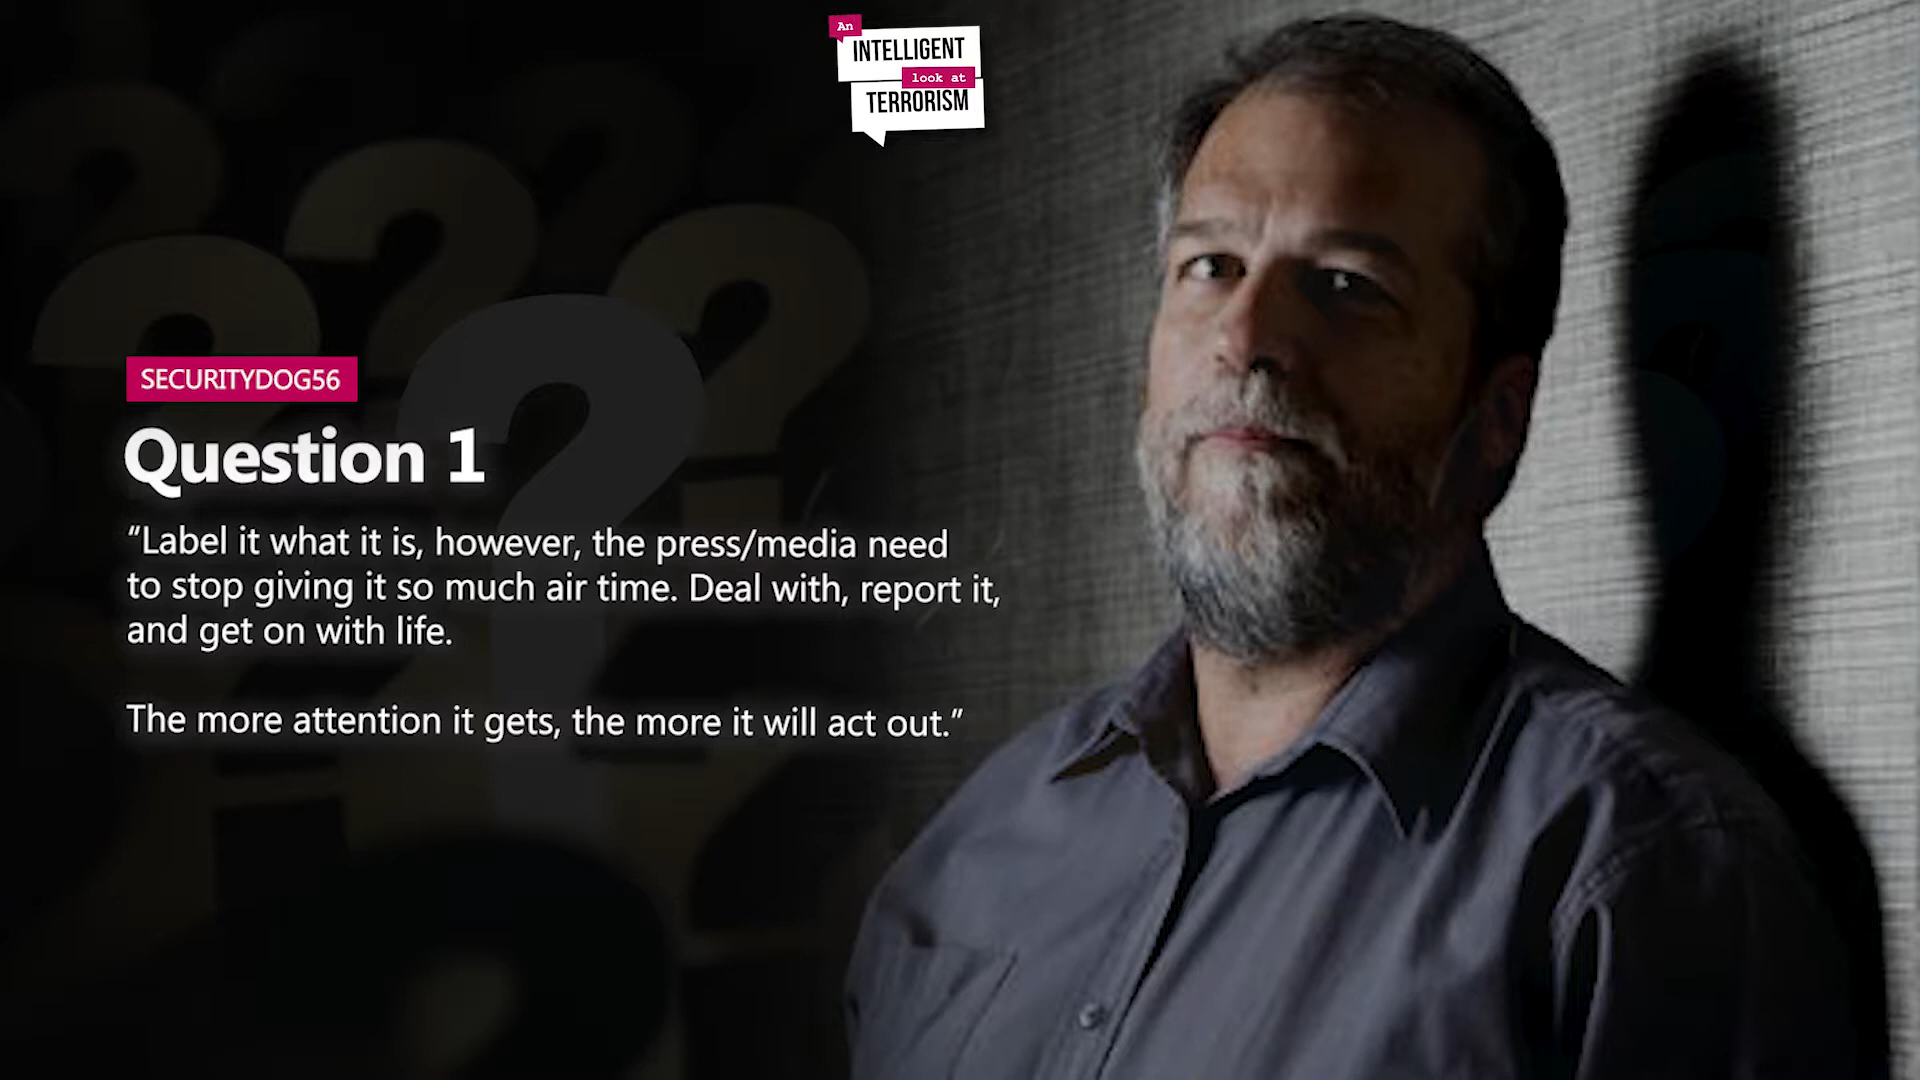 An
INTELLIGENT
look at
TERRORISM
SECURITYDOG56
Question 1
“Label it what it is, however, the press/media need
to stop giving it so much air time. Deal with, report it,
and get on with life.
The more attention it gets, the more it will act out.”